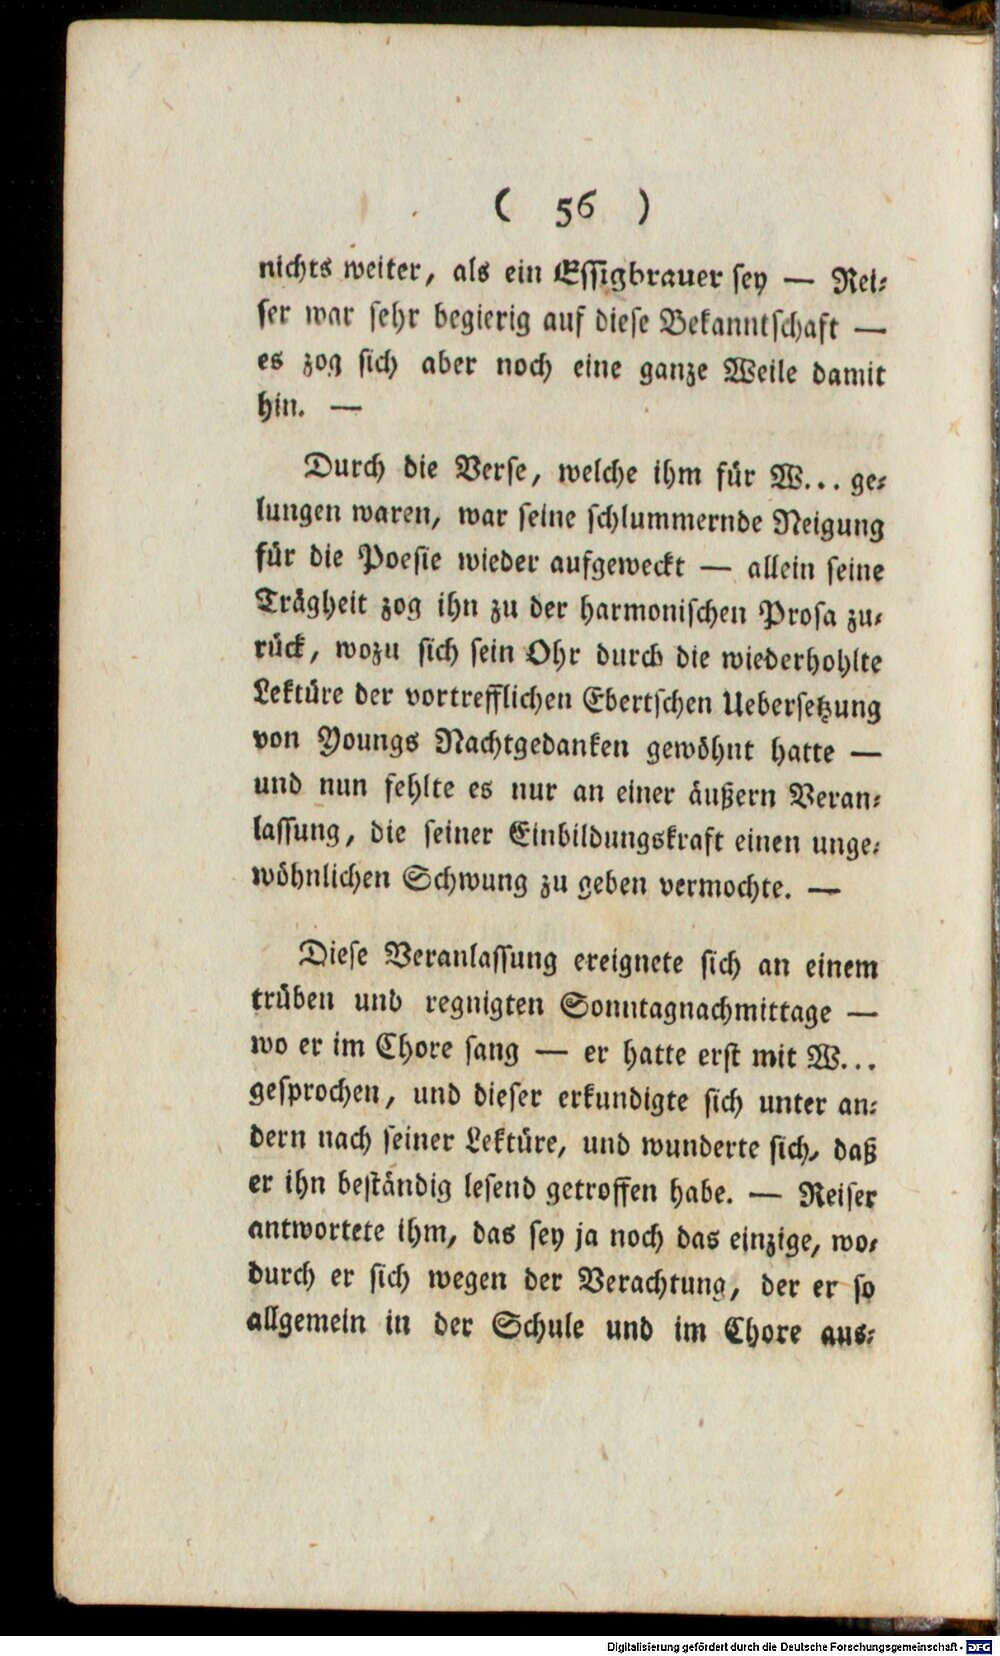 ( 56 )
nichts weiter, als ein Essigbrauer sey — Rei-
ser war sehr begierig auf diese Bekanntschaft —
es zog sich aber noch eine ganze Weile damit
hin. —
Durch die Verse, welche ihm für W... ge-
lungen waren, war seine schlummernde Neigung
für die Poesie wieder aufgeweckt — allein seine
Trägheit zog ihn zu der harmonischen Prosa zu-
rück, wozu sich sein Ohr durch die wiederhohlte
Lektüre der vortrefflichen Ebertschen Uebersetzung
von Youngs Nachtgedanken gewöhnt hatte —
und nun fehlte es nur an einer äußern Veran-
lassung, die seiner Einbildungskraft einen unge-
wöhnlichen Schwung zu geben vermochte. —
Diese Veranlassung ereignete sich an einem
trüben und regnigten Sonntagnachmittage —
wo er im Chore sang — er hatte erst mit W...
gesprochen, und dieser erkundigte sich unter an-
dern nach seiner Lektüre, und wunderte sich, daß
er ihn beständig lesend getroffen habe. — Reiser
antwortete ihm, das sey ja noch das einzige, wo-
durch er sich wegen der Verachtung, der er so
allgemein in der Schule und im Chore aus-
Digitalisierung gefördert durch die Deutsche Forschungsgemeinschaft - DFG